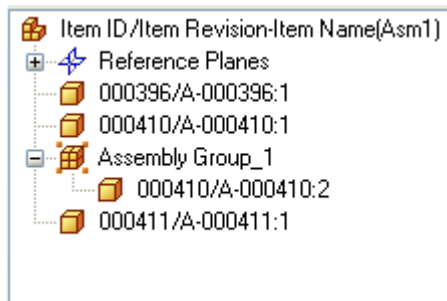 Item ID/Item Revision-Item Name(Asm1)
Reference Planes
000396/A-000396:1
000410/A-000410:1
Assembly Group_1
000410/A-000410:2
000411/A-000411:1